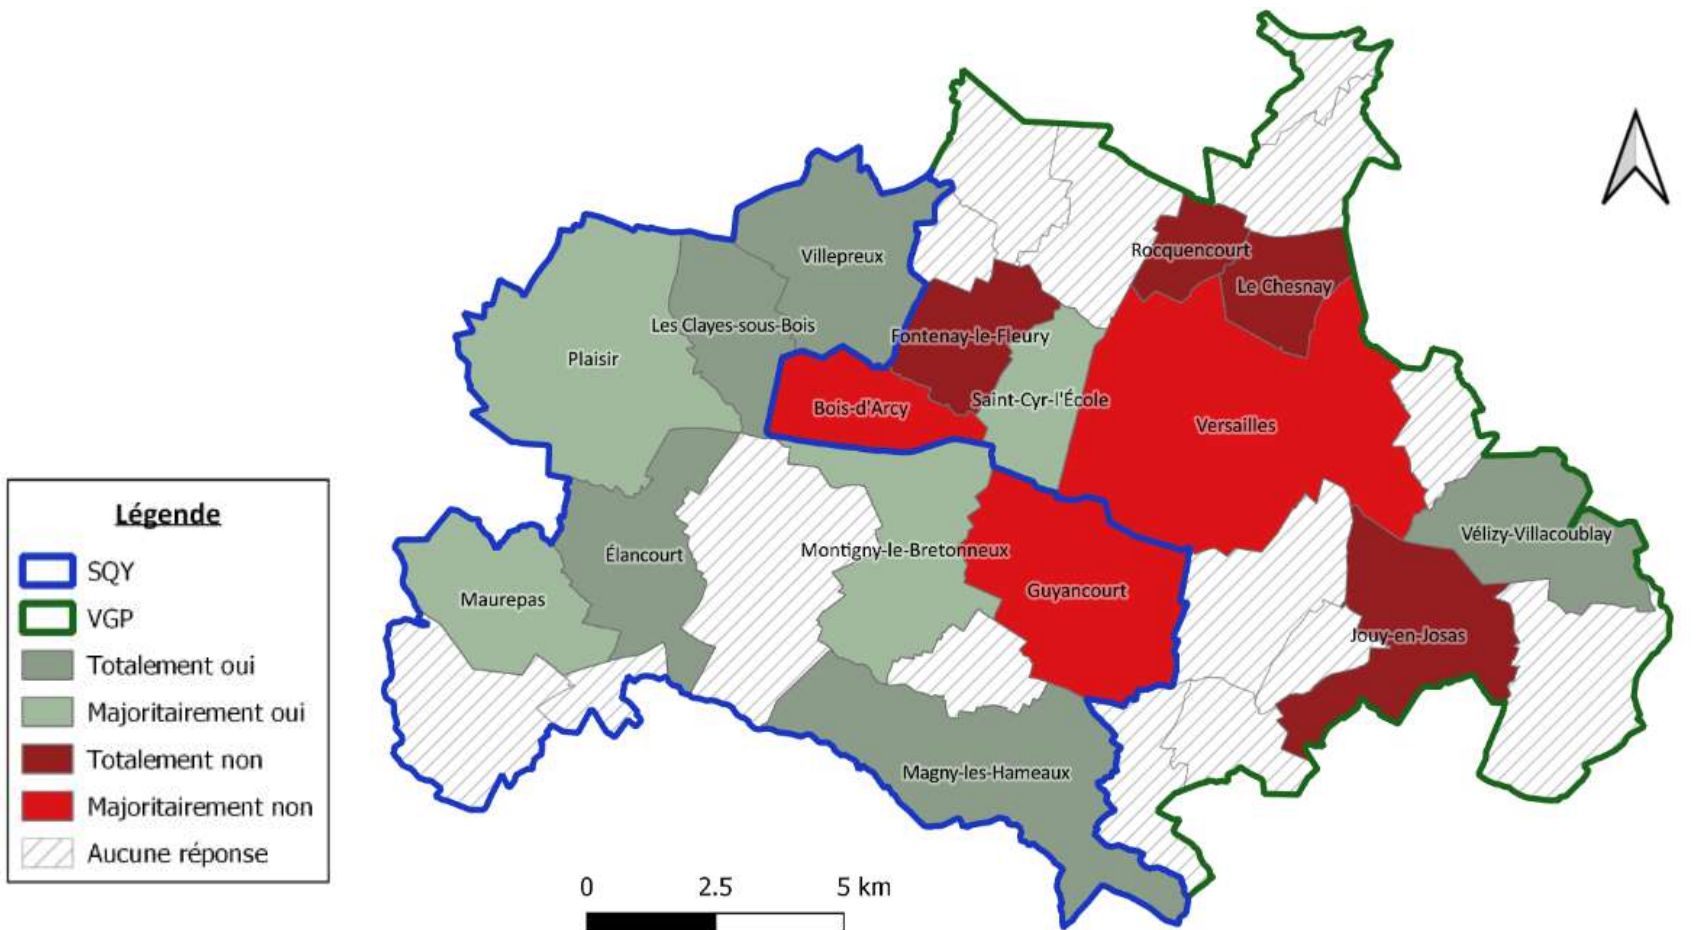 Villepreux
Rocquencourt
Le Chesnay
Les Clayes-sous-Bois
Fontenay-le-Fleury
Plaisir
Saint-Cyr-l'École
Bois-d'Arcy
Versailles
Vélizy-Villacoublay
Élancourt
Montigny-le-Bretonneux
Maurepas
Guyancourt
Jouy-en-Josas
Magny-les-Hameaux
Légende
SQY
VGP
Totalement oui
Majoritairement oui
Totalement non
Majoritairement non
Aucune réponse
0 2.5 5 km